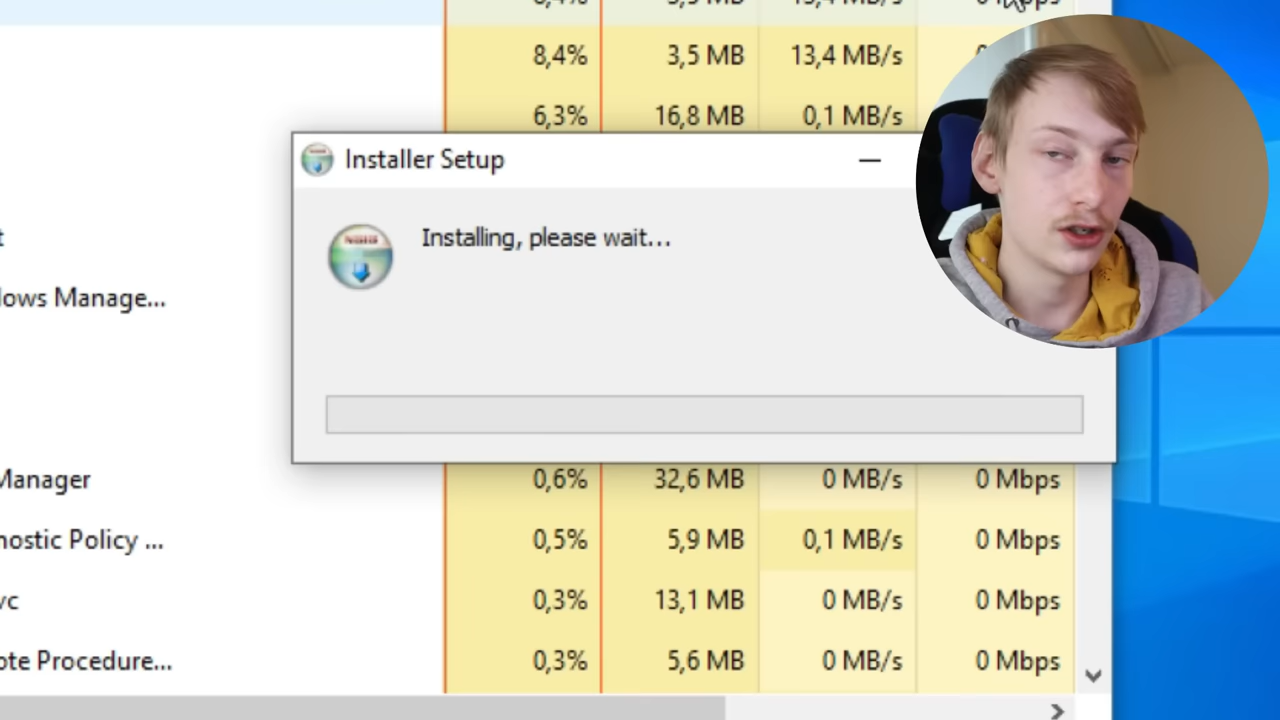 8,4% 3,5 MB 13,4 MB/s
6,3% 16,8 MB 0,1 MB/s
Installer Setup
Installing, please wait...
lows Manage...
Manager 0,6% 32,6 MB 0 MB/s 0 Mbps
nostic Policy ... 0,5% 5,9 MB 0,1 MB/s 0 Mbps
vc 0,3% 13,1 MB 0 MB/s 0 Mbps
ote Procedure... 0,3% 5,6 MB 0 MB/s 0 Mbps